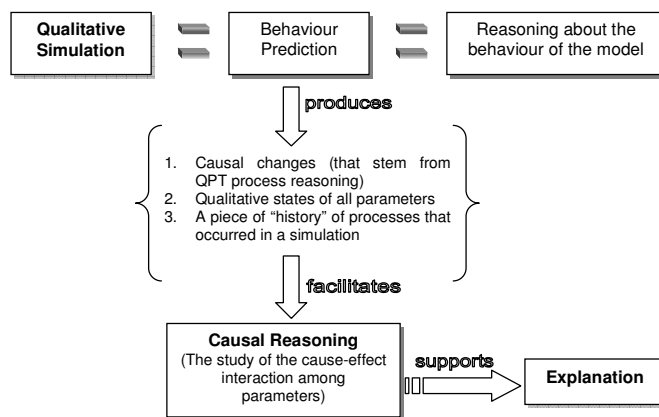 Qualitative
Simulation
Behaviour
Prediction
Reasoning about the
behaviour of the model
produces
1. Causal changes (that stem from
QPT process reasoning)
2. Qualitative states of all parameters
3. A piece of “history” of processes that
occurred in a simulation
facilitates
Causal Reasoning
(The study of the cause-effect
interaction among
parameters)
supports
Explanation